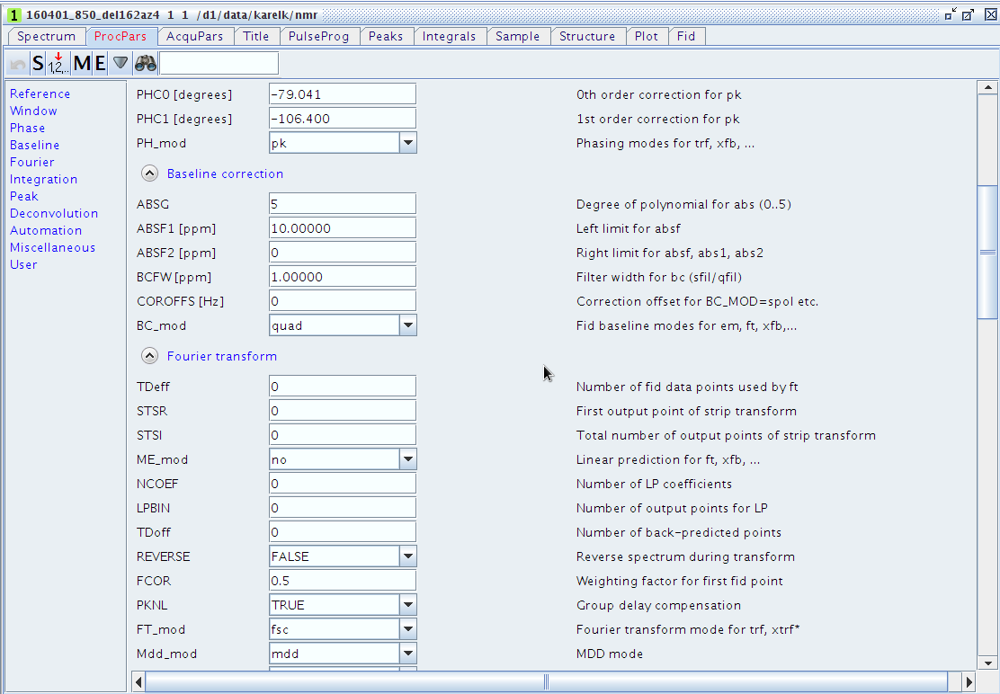 1 160401_850_del162az4 1 1 /d1/data/karelk/nmr
Spectrum ProcPars AcquPars Title PulseProg Peaks Integrals Sample Structure Plot Fid
S 1,2,.. M E
Reference
Window
Phase
Baseline
Fourier
Integration
Peak
Deconvolution
Automation
Miscellaneous
User
PHC0 [degrees] -79.041 0th order correction for pk
PHC1 [degrees] -106.400 1st order correction for pk
PH_mod pk Phasing modes for trf, xfb, ...
Baseline correction
ABSG 5 Degree of polynomial for abs (0..5)
ABSF1 [ppm] 10.00000 Left limit for absf
ABSF2 [ppm] 0 Right limit for absf, abs1, abs2
BCFW [ppm] 1.00000 Filter width for bc (sfil/qfil)
COROFFS [Hz] 0 Correction offset for BC_MOD=spol etc.
BC_mod quad Fid baseline modes for em, ft, xfb,...
Fourier transform
TDeff 0 Number of fid data points used by ft
STSR 0 First output point of strip transform
STSI 0 Total number of output points of strip transform
ME_mod no Linear prediction for ft, xfb, ...
NCOEF 0 Number of LP coefficients
LPBIN 0 Number of output points for LP
TDoff 0 Number of back-predicted points
REVERSE FALSE Reverse spectrum during transform
FCOR 0.5 Weighting factor for first fid point
PKNL TRUE Group delay compensation
FT_mod fsc Fourier transform mode for trf, xtrf*
Mdd_mod mdd MDD mode